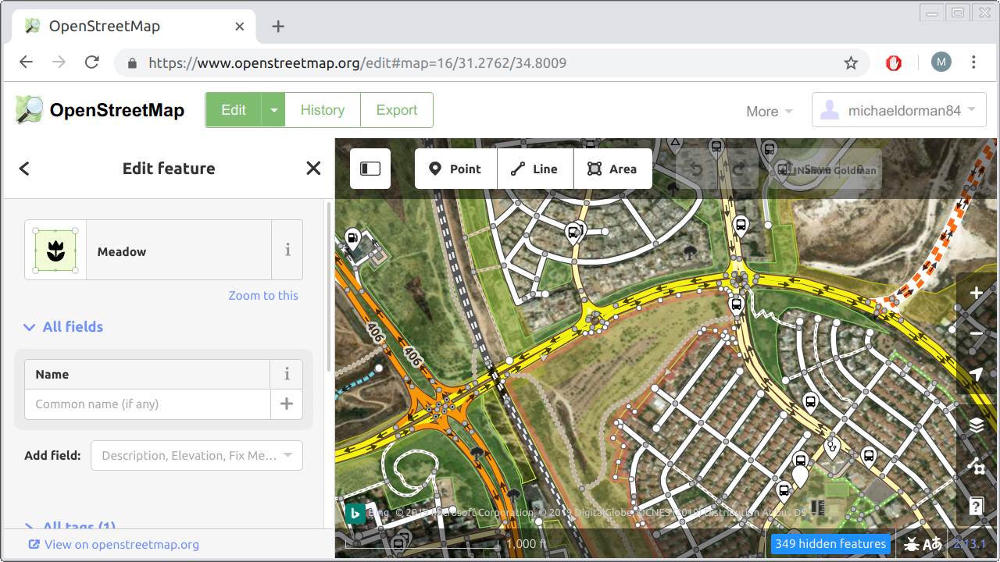 OpenStreetMap
https://www.openstreetmap.org/edit#map=16/31.2762/34.8009
M
OpenStreetMap
Edit
History
Export
More
michaeldorman84
Edit feature
Point
Line
Area
Save
0
Nahum Goldman
Meadow
i
Zoom to this
All fields
Name
i
Common name (if any)
Add field:
Description, Elevation, Fix Me…
All tags (1)
View on openstreetmap.org
406
406
Bing
© 2019 Microsoft Corporation, © 2019 DigitalGlobe, ©CNES (2019) Distribution Airbus DS
1,000 ft
349 hidden features
2.13.1